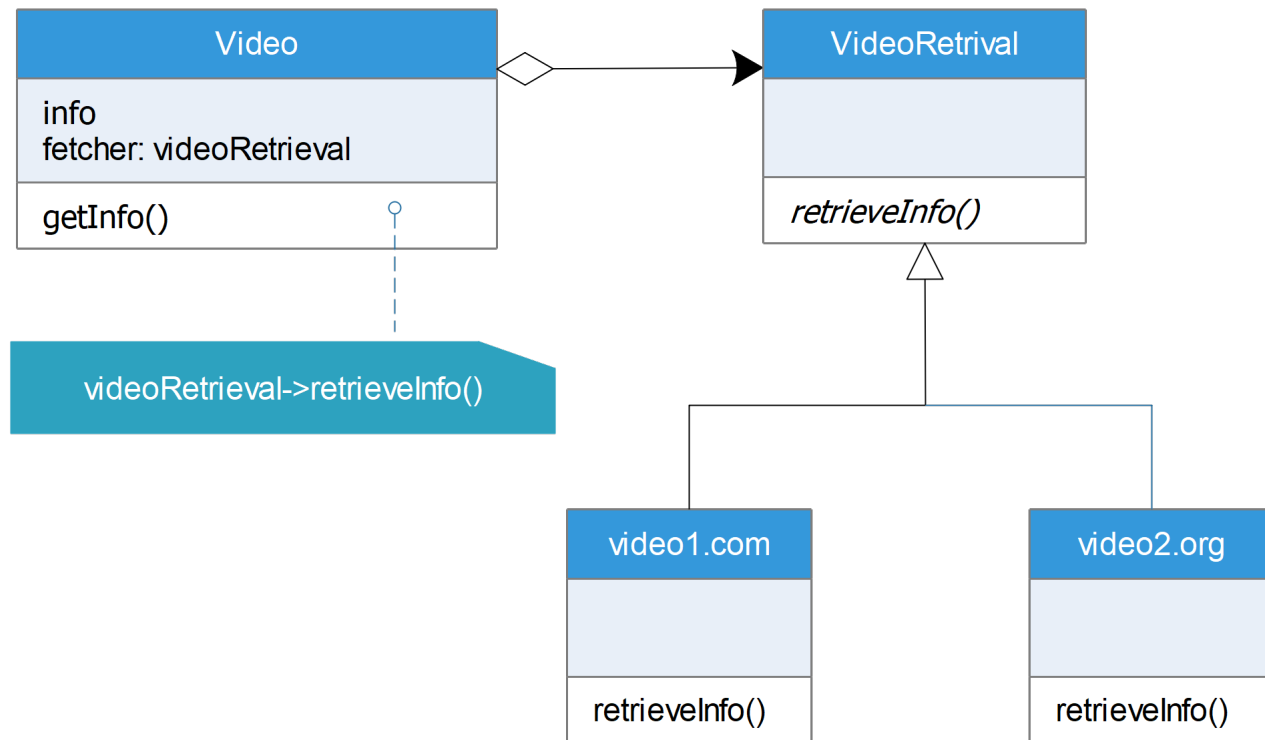 Video
info
fetcher: videoRetrieval
getInfo()
VideoRetrival
retrieveInfo()
videoRetrieval->retrieveInfo()
video1.com
retrieveInfo()
video2.org
retrieveInfo()